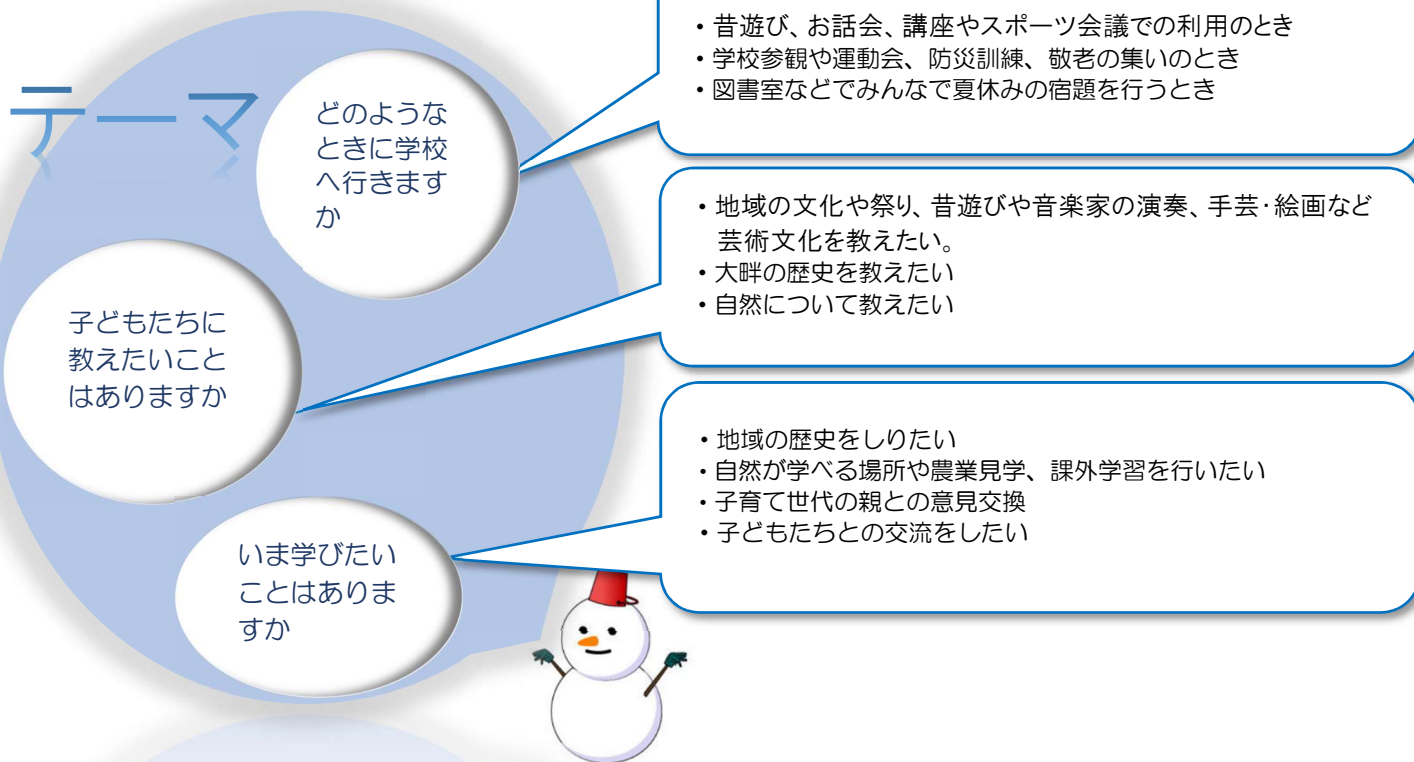 テーマ
どのような
ときに学校
へ行きます
か
・昔遊び、お話会、講座やスポーツ会議での利用のとき
・学校参観や運動会、防災訓練、敬老の集いのとき
・図書室などでみんなで夏休みの宿題を行うとき
子どもたちに
教えたいこと
はありますか
・地域の文化や祭り、昔遊びや音楽家の演奏、手芸・絵画など
芸術文化を教えたい。
・大畔の歴史を教えたい
・自然について教えたい
いま学びたい
ことはありま
すか
・地域の歴史をしりたい
・自然が学べる場所や農業見学、課外学習を行いたい
・子育て世代の親との意見交換
・子どもたちとの交流をしたい